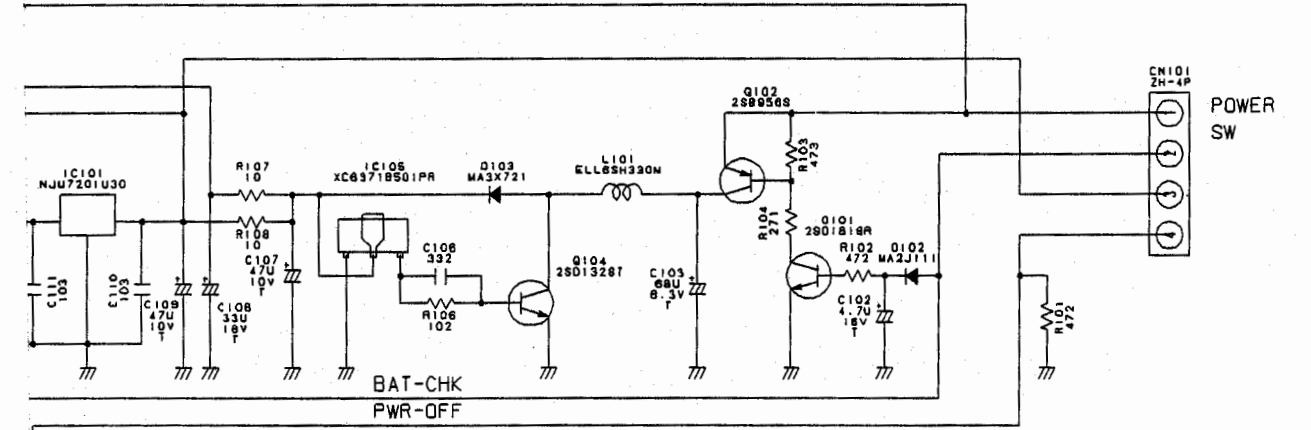 CN101
ZH-4P
POWER
SW
1
2
3
4
Q102
2SB956S
R103
473
L101
ELL6SH330N
D103
MA3X721
IC105
XC6371B501PR
R107
10
IC101
NJU7201U30
R108
10
R104
271
Q101
2SD1819R
R102
472
D102
MA2J111
C106
332
R106
102
Q104
2SD1328T
C107
47U
10V
T
C103
68U
6.3V
T
C102
4.7U
16V
T
R101
472
C111
103
C110
103
C109
47U
10V
T
C108
33U
16V
T
BAT-CHK
PWR-OFF